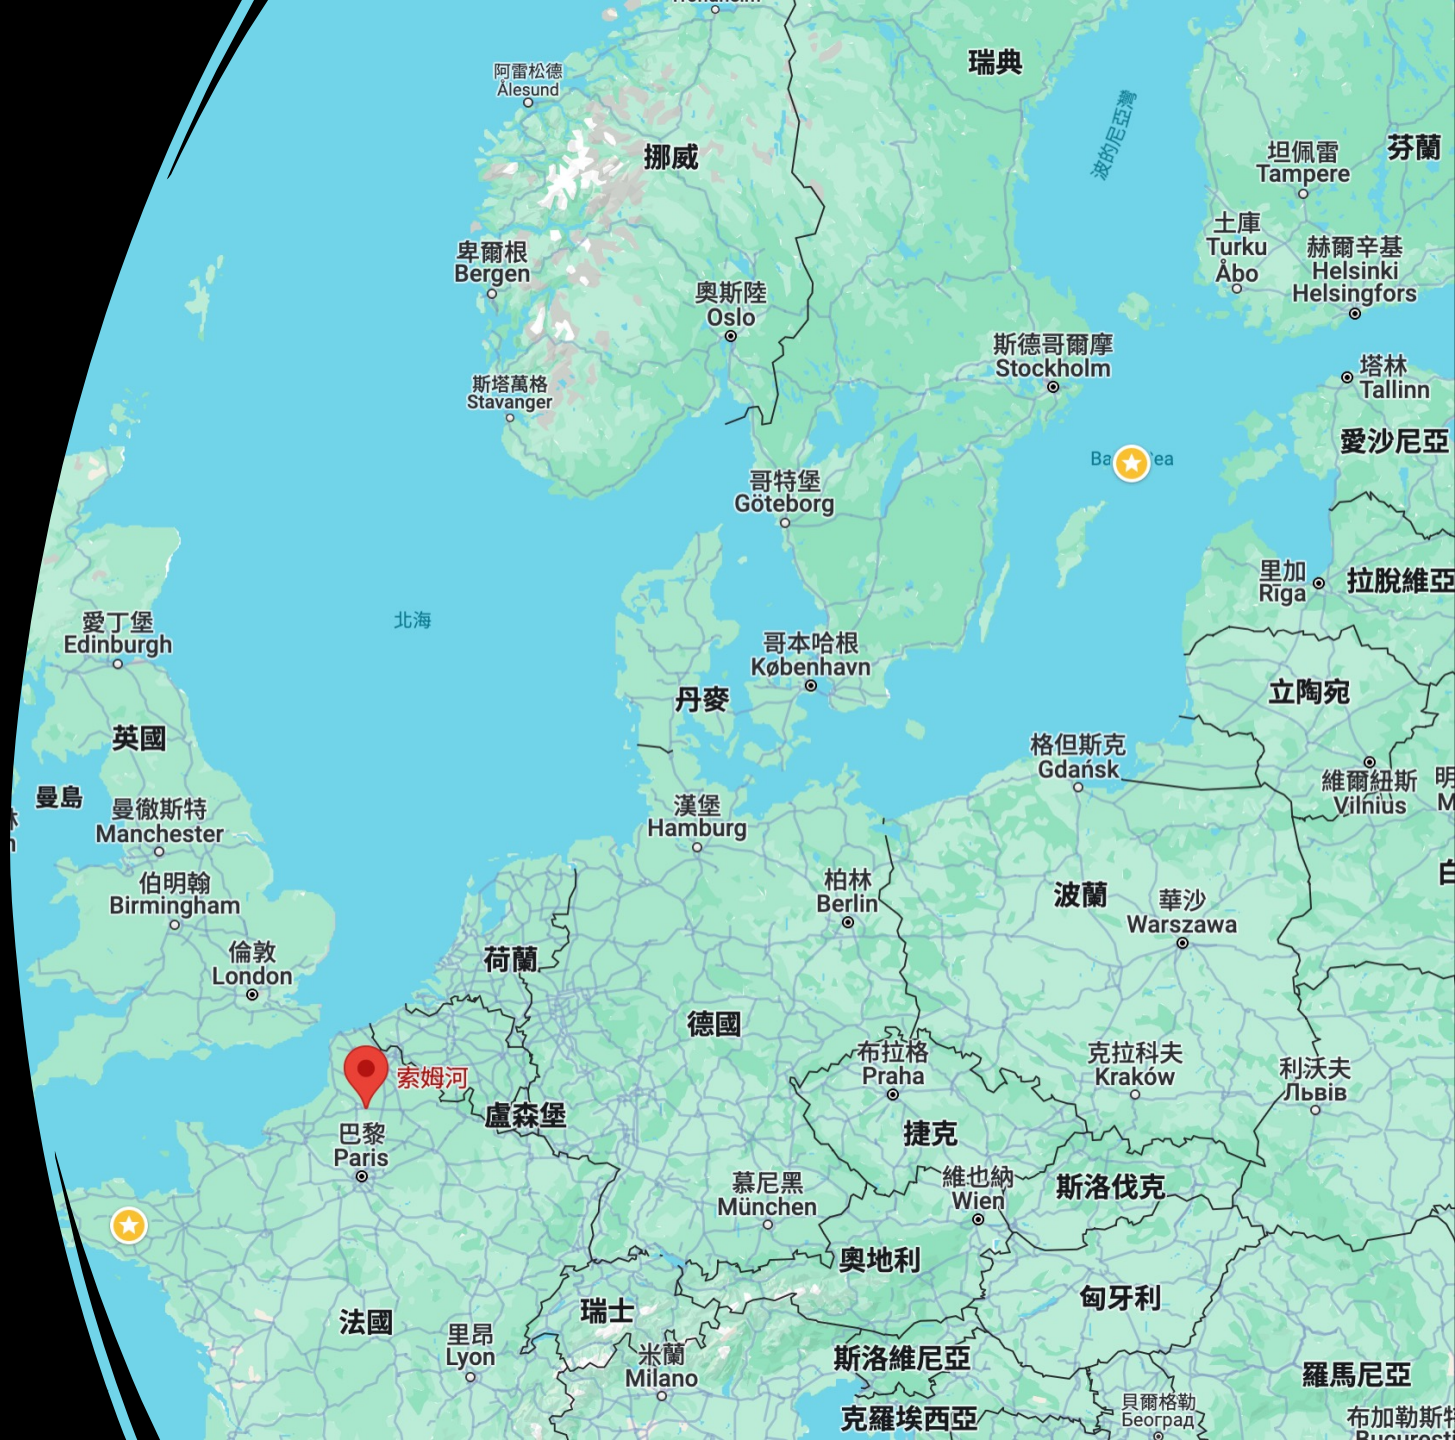 瑞典
阿雷松德
Ålesund
波的尼亞灣
挪威
坦佩雷
Tampere
芬蘭
卑爾根
Bergen
土庫
Turku
Åbo
赫爾辛基
Helsinki
Helsingfors
奧斯陸
Oslo
斯德哥爾摩
Stockholm
塔林
Tallinn
斯塔萬格
Stavanger
愛沙尼亞
Ba
ea
哥特堡
Göteborg
里加
Rīga
拉脫維亞
北海
愛丁堡
Edinburgh
哥本哈根
København
丹麥
立陶宛
英國
格但斯克
Gdańsk
維爾紐斯
Vilnius
明
M
曼島
曼徹斯特
Manchester
漢堡
Hamburg
伯明翰
Birmingham
柏林
Berlin
波蘭
華沙
Warszawa
倫敦
London
荷蘭
德國
布拉格
Praha
克拉科夫
Kraków
利沃夫
Львів
索姆河
盧森堡
巴黎
Paris
捷克
慕尼黑
München
維也納
Wien
斯洛伐克
奧地利
匈牙利
法國
瑞士
里昂
Lyon
米蘭
Milano
斯洛維尼亞
羅馬尼亞
克羅埃西亞
貝爾格勒
Београд
布加勒斯特